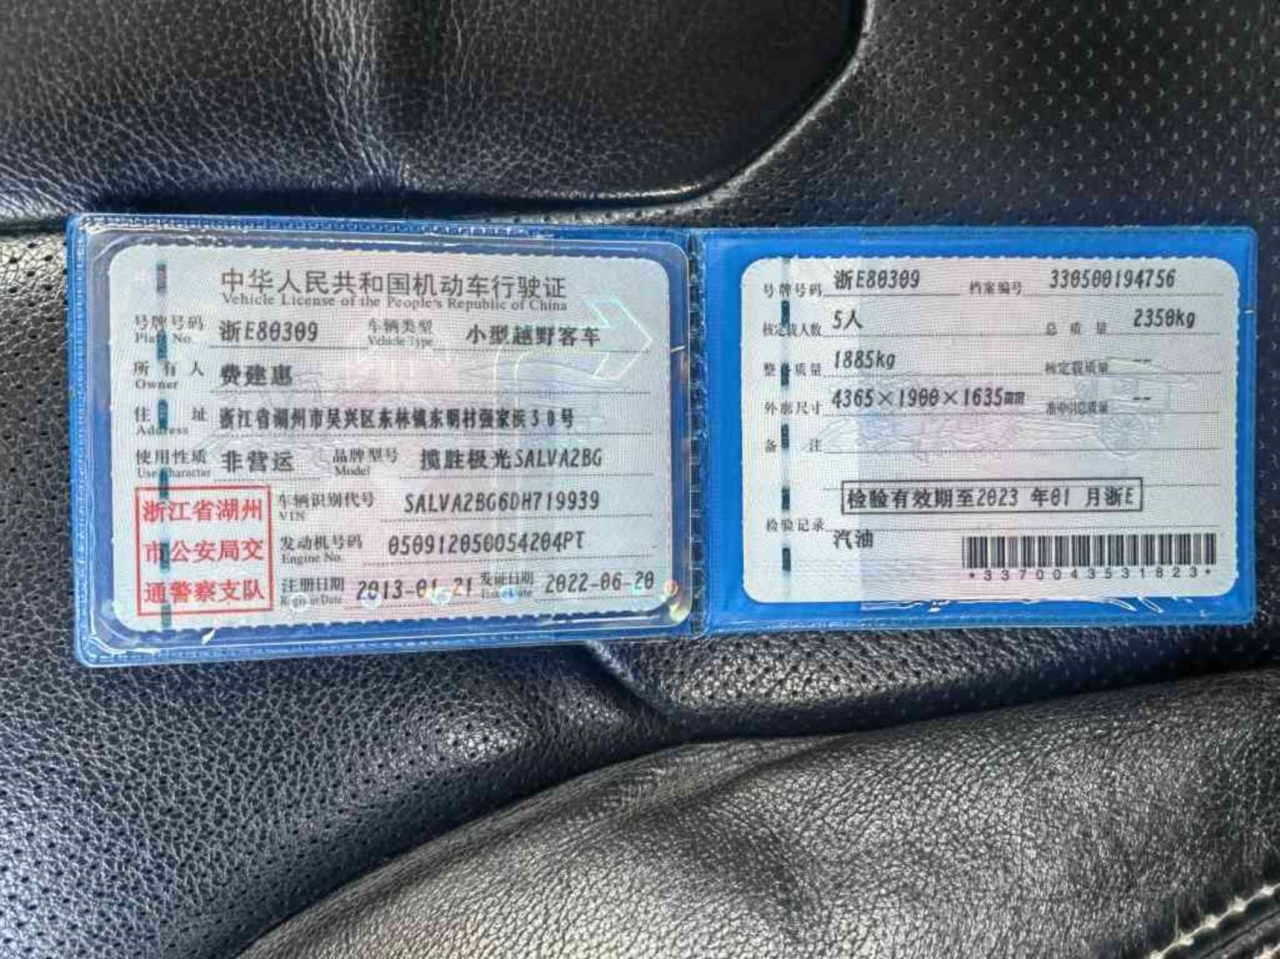 中华人民共和国机动车行驶证
Vehicle License of the People's Republic of China
号牌号码 浙E80309 车辆类型 小型越野客车
Plate No. Vehicle Type
所有人 费建惠
Owner
住址 浙江省湖州市吴兴区东林镇东明村强家浜30号
Address
使用性质 非营运 品牌型号 揽胜极光SALVA2BG
Use Character Model
浙江省湖州
市公安局交
通警察支队
车辆识别代号 SALVA2BG6DH719939
VIN
发动机号码 050912050054204PT
Engine No.
注册日期 2013-01-21 发证日期 2022-06-20
Register Date Issue Date
号牌号码 浙E80309 档案编号 330500194756
核定载人数 5人 总质量 2350kg
整备质量 1885kg 核定载质量 --
外廓尺寸 4365×1900×1635mm 准牵引总质量 --
备注
检验有效期至2023 年01 月浙E
检验记录
汽油
*3370043531823*